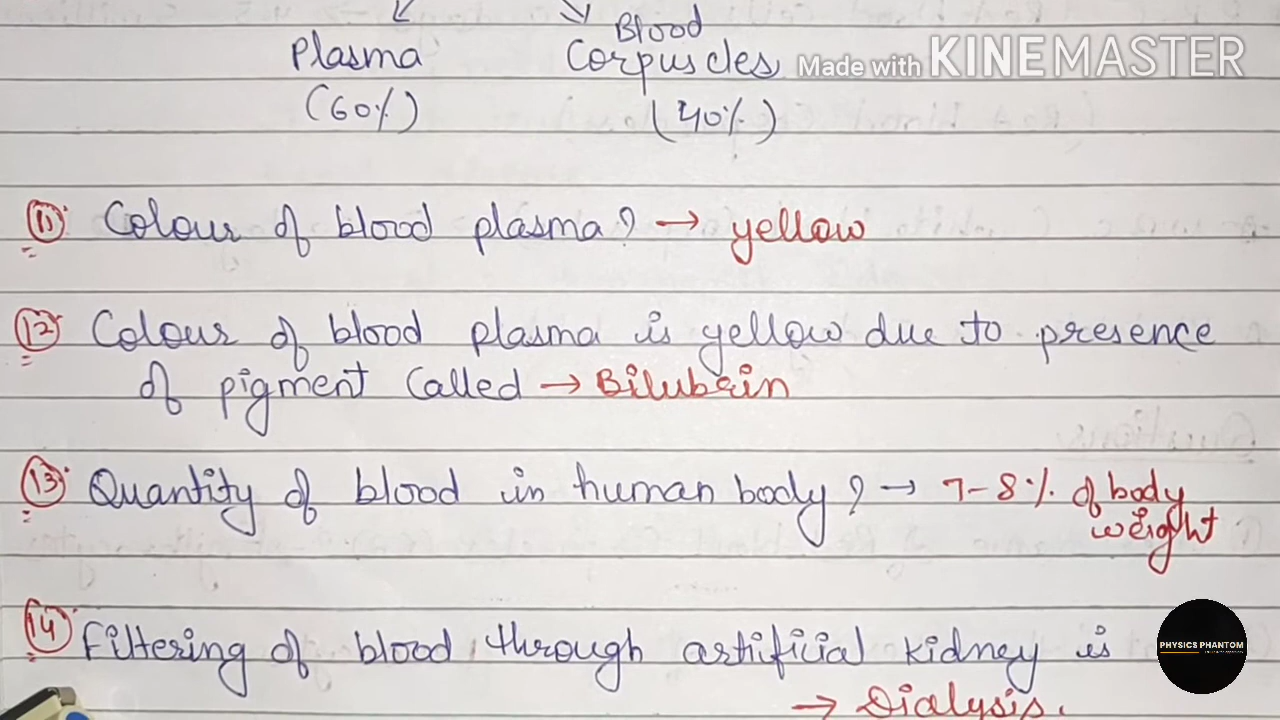 Plasma
(60%)
Blood
Corpuscles
(40%)
Made with KINEMASTER
11. Colour of blood plasma? → yellow
12. Colour of blood plasma is yellow due to presence
of pigment called → Bilubrin
13. Quantity of blood in human body? → 7-8% of body
weight
14. Filtering of blood through artificial kidney is
→ Dialysis.
PHYSICS PHANTOM